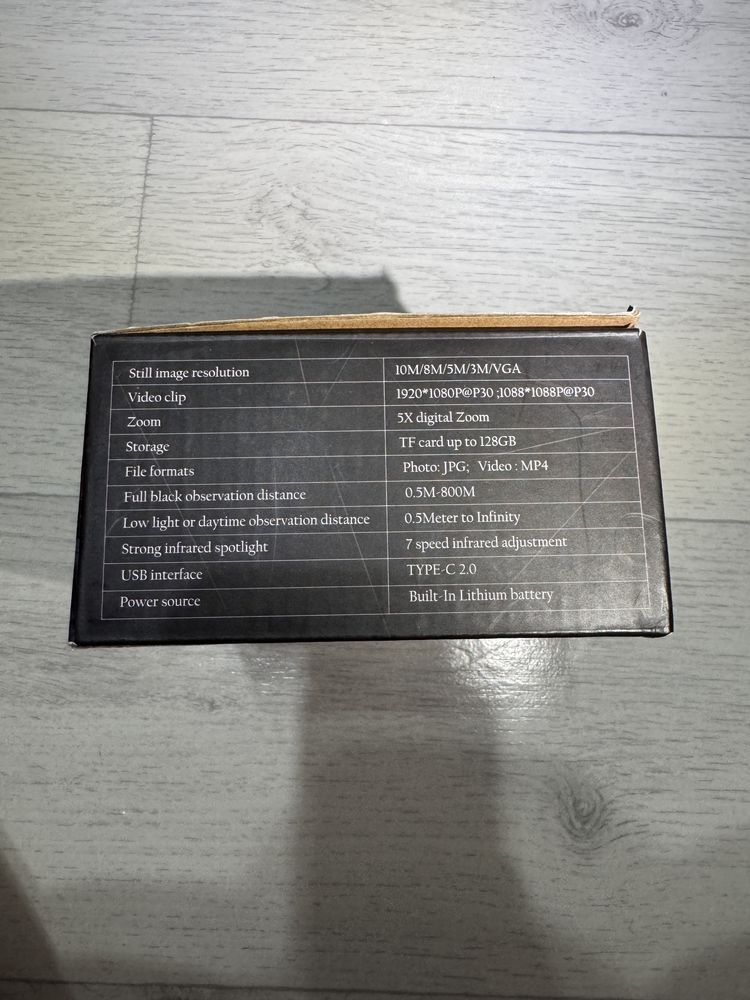 Still image resolution 10M/8M/5M/3M/VGA
Video clip 1920*1080P@P30 ;1088*1088P@P30
Zoom 5X digital Zoom
Storage TF card up to 128GB
File formats Photo: JPG; Video : MP4
Full black observation distance 0.5M-800M
Low light or daytime observation distance 0.5Meter to Infinity
Strong infrared spotlight 7 speed infrared adjustment
USB interface TYPE-C 2.0
Power source Built-In Lithium battery